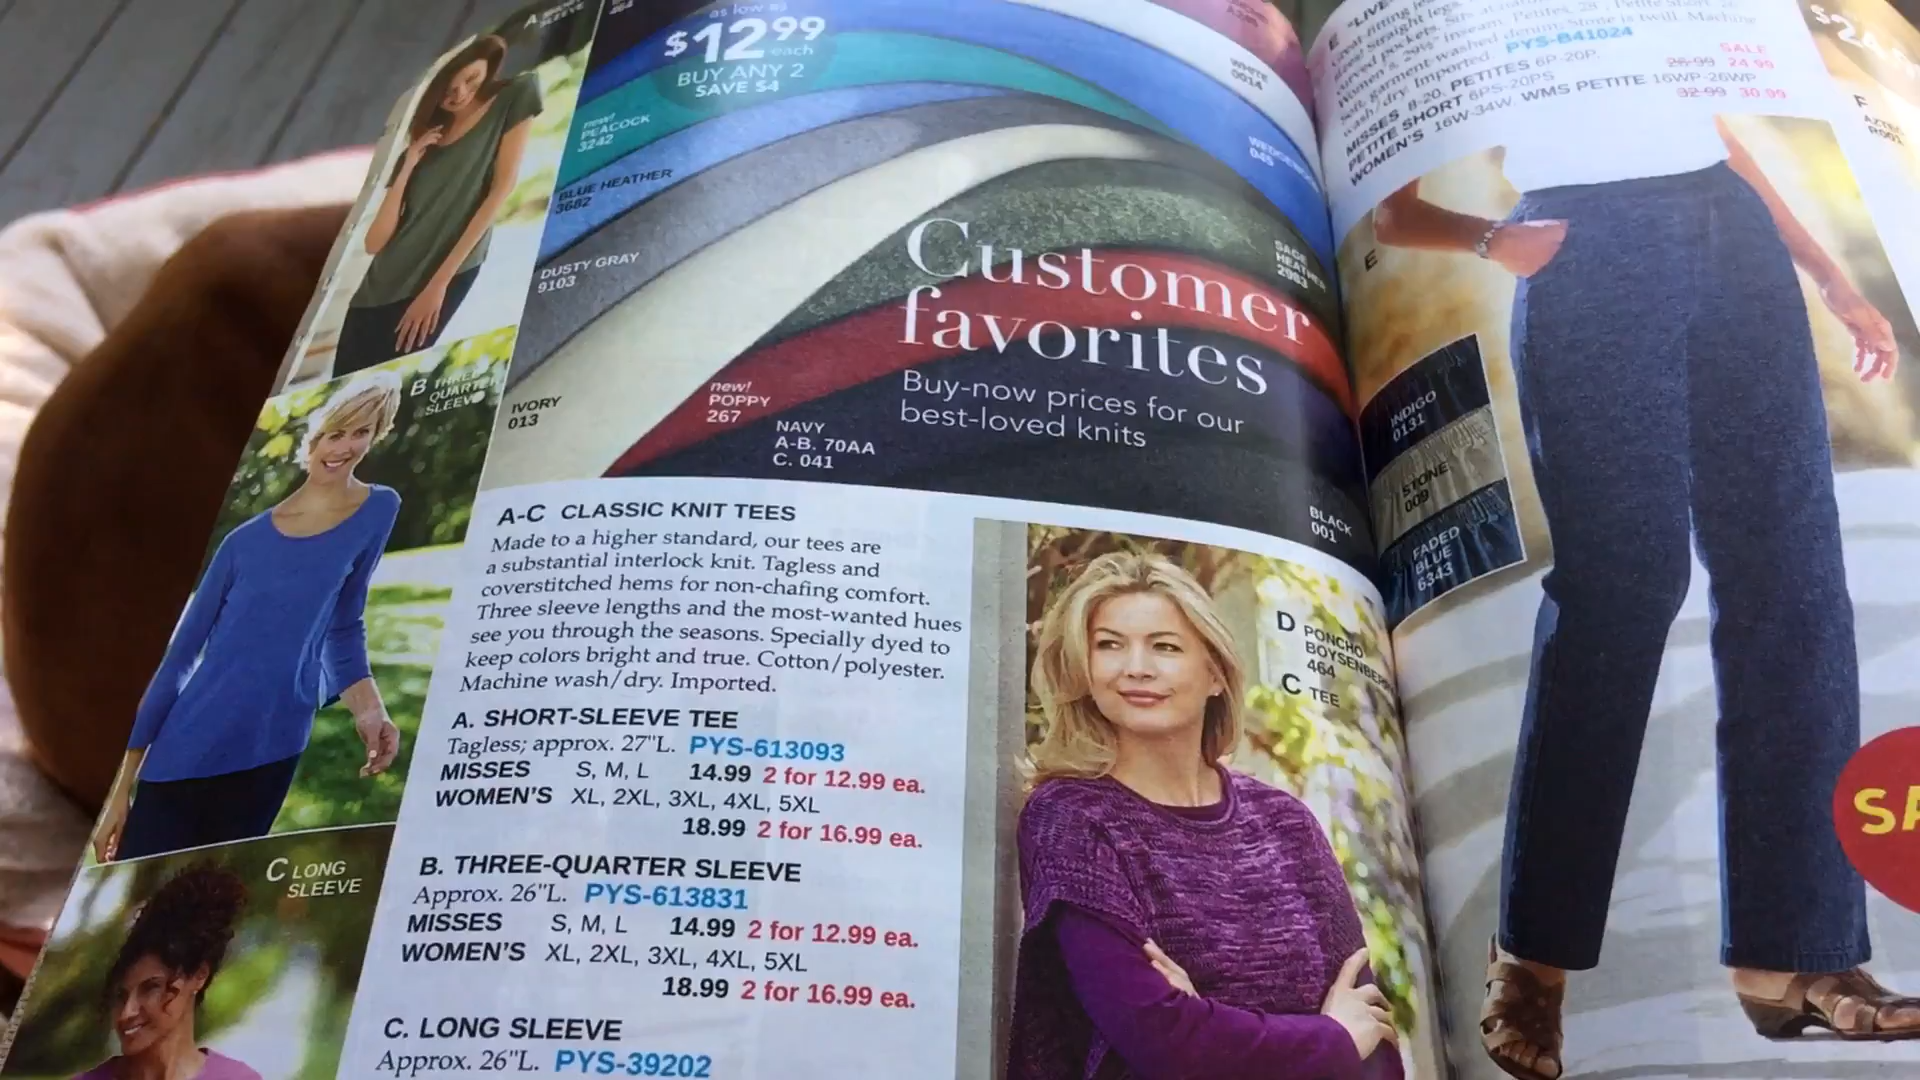 A
SLEEVE
464
as low as
$12.99
each
BUY ANY 2
SAVE $4
WHITE
0014
new!
PEACOCK
3242
BLUE HEATHER
3682
DUSTY GRAY
9103
IVORY
013
new!
POPPY
267
NAVY
A-B. 70AA
C. 041
SAGE
HEATHER
2983
BLACK
001
Customer
favorites
Buy-now prices for our
best-loved knits
B THREE
QUARTER
SLEEVE
C LONG
SLEEVE
A-C CLASSIC KNIT TEES
Made to a higher standard, our tees are
a substantial interlock knit. Tagless and
coverstitched hems for non-chafing comfort.
Three sleeve lengths and the most-wanted hues
see you through the seasons. Specially dyed to
keep colors bright and true. Cotton/polyester.
Machine wash/dry. Imported.
A. SHORT-SLEEVE TEE
Tagless; approx. 27"L. PYS-613093
MISSES S, M, L 14.99 2 for 12.99 ea.
WOMEN'S XL, 2XL, 3XL, 4XL, 5XL
18.99 2 for 16.99 ea.
B. THREE-QUARTER SLEEVE
Approx. 26"L. PYS-613831
MISSES S, M, L 14.99 2 for 12.99 ea.
WOMEN'S XL, 2XL, 3XL, 4XL, 5XL
18.99 2 for 16.99 ea.
C. LONG SLEEVE
Approx. 26"L. PYS-39202
D PONCHO
BOYSENBERRY
464
C TEE
E
wash/dry. Imported. PYS-B41024
SALE
MISSES 8-20, PETITES 6P-20P, 26.99 24.99
PETITE SHORT 6PS-20PS
WOMEN'S 16W-34W, WMS PETITE 16WP-26WP
32.99 30.99
E
INDIGO
0131
STONE
009
FADED
BLUE
6343
F
SA